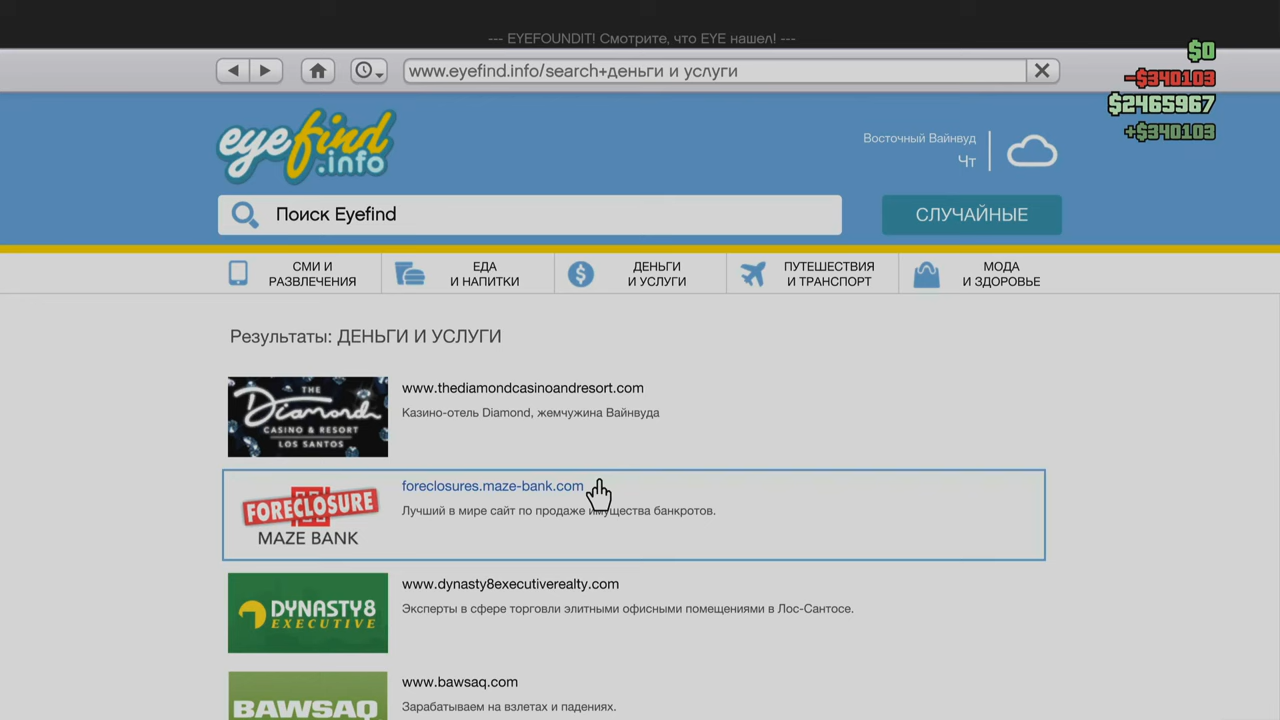 --- EYEFOUNDIT! Смотрите, что EYE нашел! ---
www.eyefind.info/search+деньги и услуги
$0
-$340103
$2465967
+$340103
eyefind
.info
Восточный Вайнвуд
Чт
Поиск Eyefind
СЛУЧАЙНЫЕ
СМИ И
РАЗВЛЕЧЕНИЯ
ЕДА
И НАПИТКИ
ДЕНЬГИ
И УСЛУГИ
ПУТЕШЕСТВИЯ
И ТРАНСПОРТ
МОДА
И ЗДОРОВЬЕ
Результаты: ДЕНЬГИ И УСЛУГИ
THE
Diamond
CASINO & RESORT
LOS SANTOS
www.thediamondcasinoandresort.com
Казино-отель Diamond, жемчужина Вайнвуда
FORECLOSURE
MAZE BANK
foreclosures.maze-bank.com
Лучший в мире сайт по продаже имущества банкротов.
DYNASTY8
EXECUTIVE
www.dynasty8executiverealty.com
Эксперты в сфере торговли элитными офисными помещениями в Лос-Сантосе.
BAWSAQ
www.bawsaq.com
Зарабатываем на взлетах и падениях.